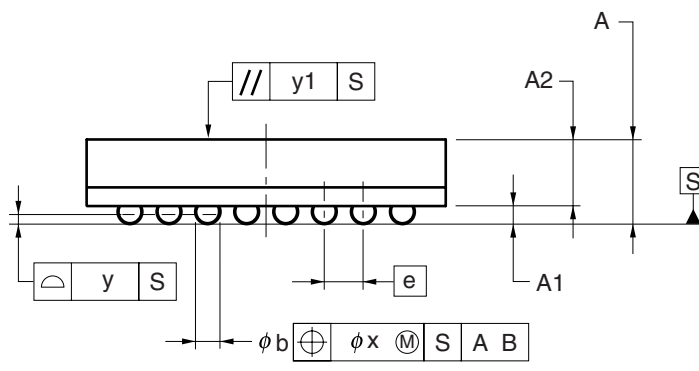 A
// y1 S
A2
S
⌓ y S
e
A1
φb ⌖ φx Ⓜ S A B